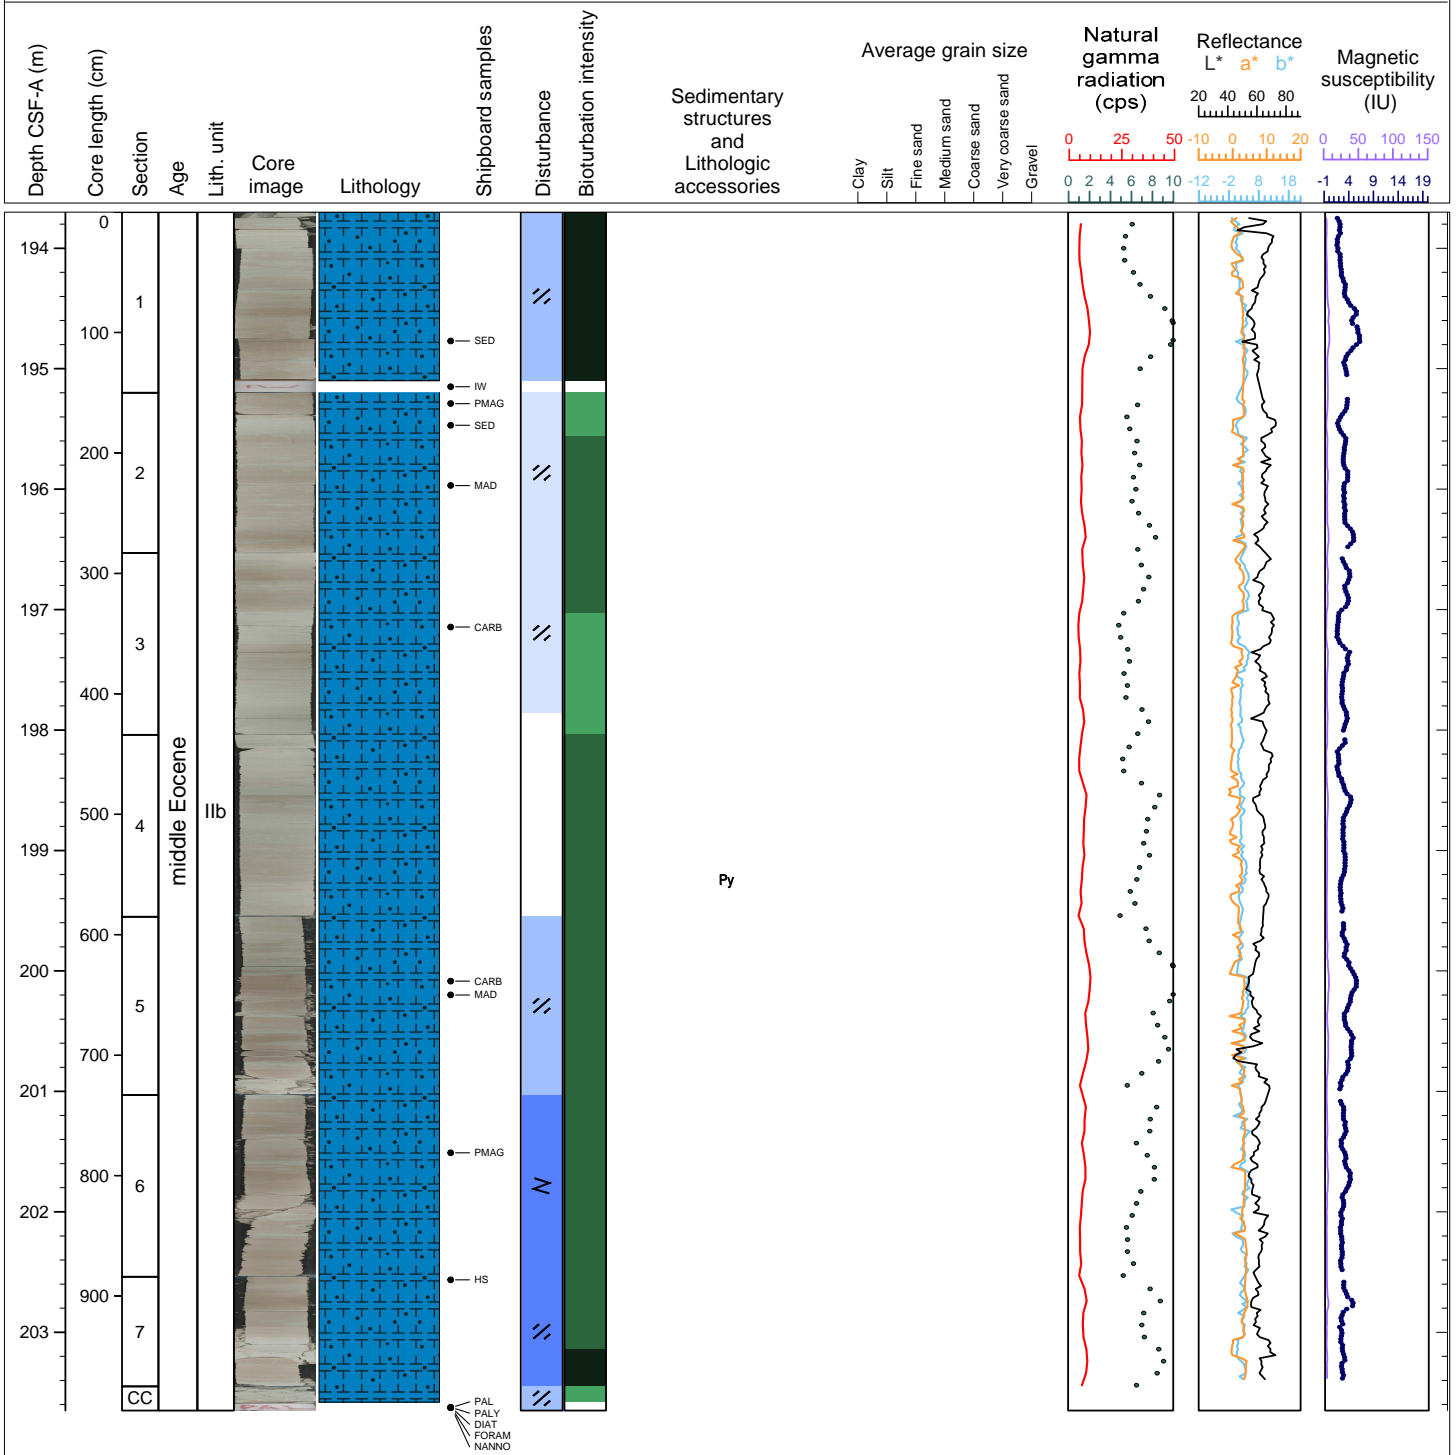 Depth CSF-A (m)
Core length (cm)
Section
Age
Lith. unit
Core
image
Lithology
Shipboard samples
Disturbance
Bioturbation intensity
Sedimentary
structures
and
Lithologic
accessories
Average grain size
Clay
Silt
Fine sand
Medium sand
Coarse sand
Very coarse sand
Gravel
Natural
gamma
radiation
(cps)
0 25 50
0 2 4 6 8 10
Reflectance
L* a* b*
20 40 60 80
-10 0 10 20
-12 -2 8 18
Magnetic
susceptibility
(IU)
0 50 100 150
-1 4 9 14 19
194
195
196
197
198
199
200
201
202
203
0
100
200
300
400
500
600
700
800
900
1
2
3
4
5
6
7
CC
middle Eocene
IIb
SED
IW
PMAG
SED
MAD
CARB
CARB
MAD
PMAG
HS
PAL
PALY
DIAT
FORAM
NANNO
Py